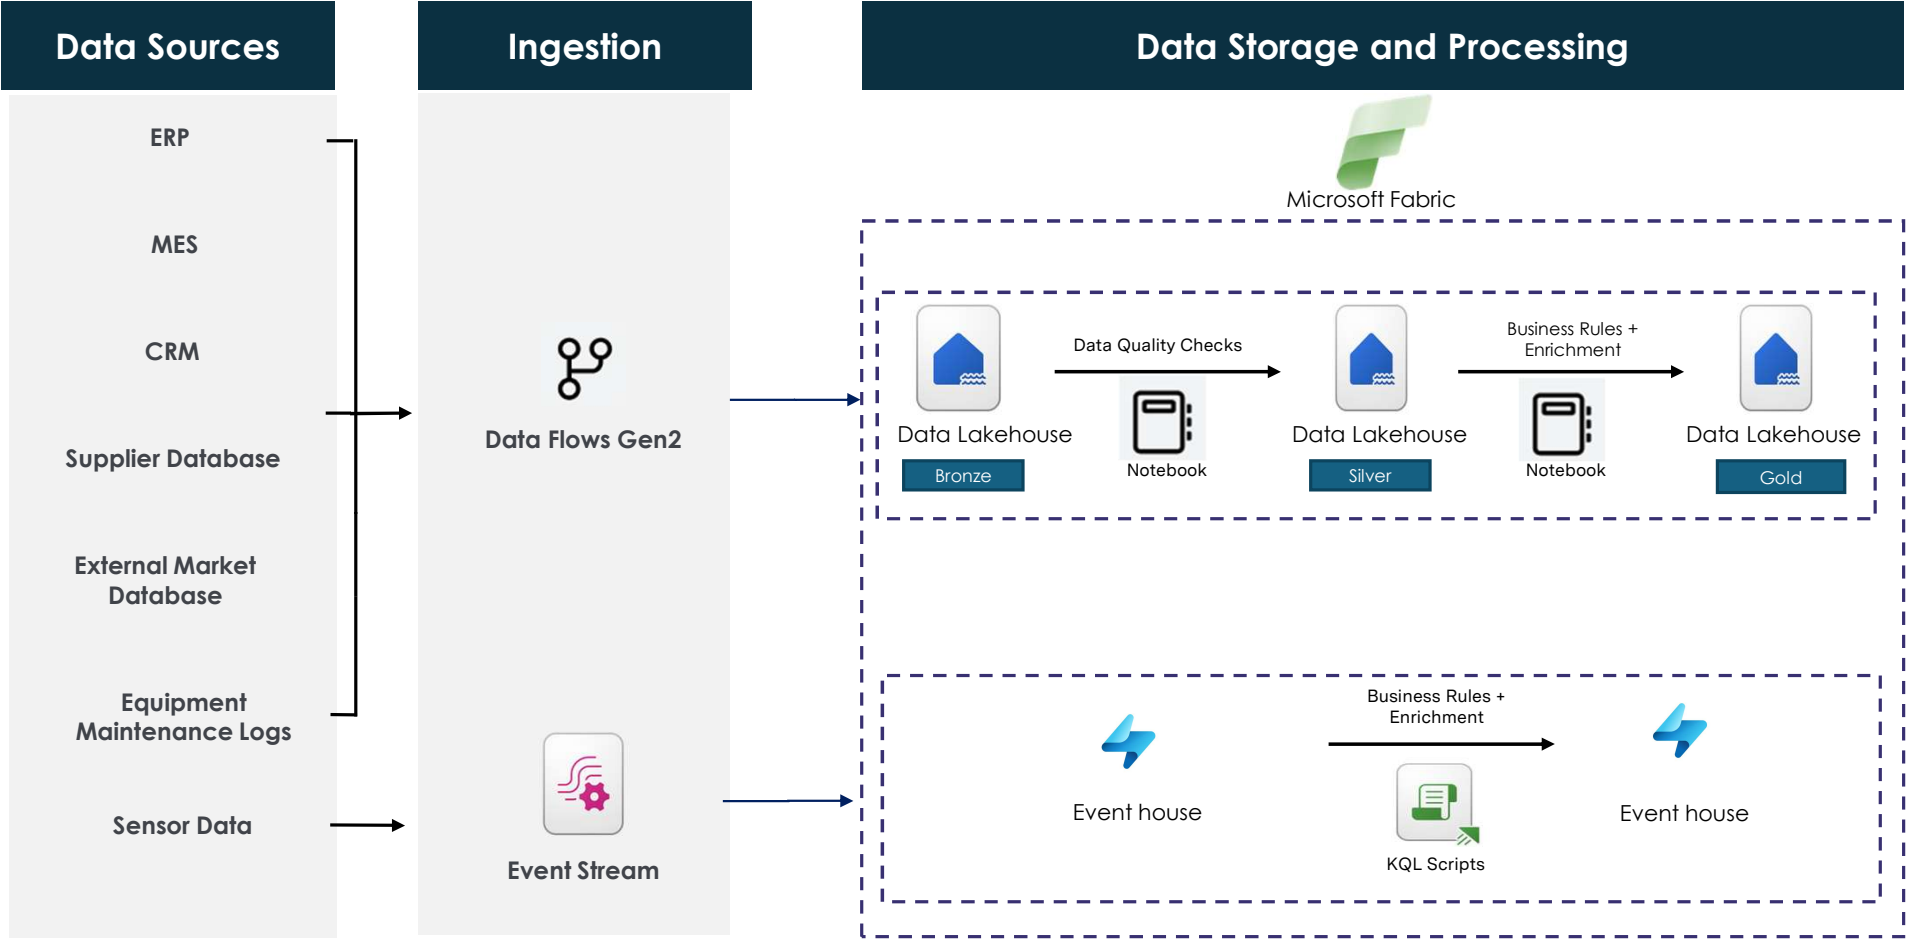 Data Sources
Ingestion
Data Storage and Processing
ERP
MES
CRM
Supplier Database
External Market
Database
Equipment
Maintenance Logs
Sensor Data
Data Flows Gen2
Event Stream
Microsoft Fabric
Data Lakehouse
Bronze
Data Quality Checks
Notebook
Data Lakehouse
Silver
Business Rules +
Enrichment
Notebook
Data Lakehouse
Gold
Event house
Business Rules +
Enrichment
KQL Scripts
Event house